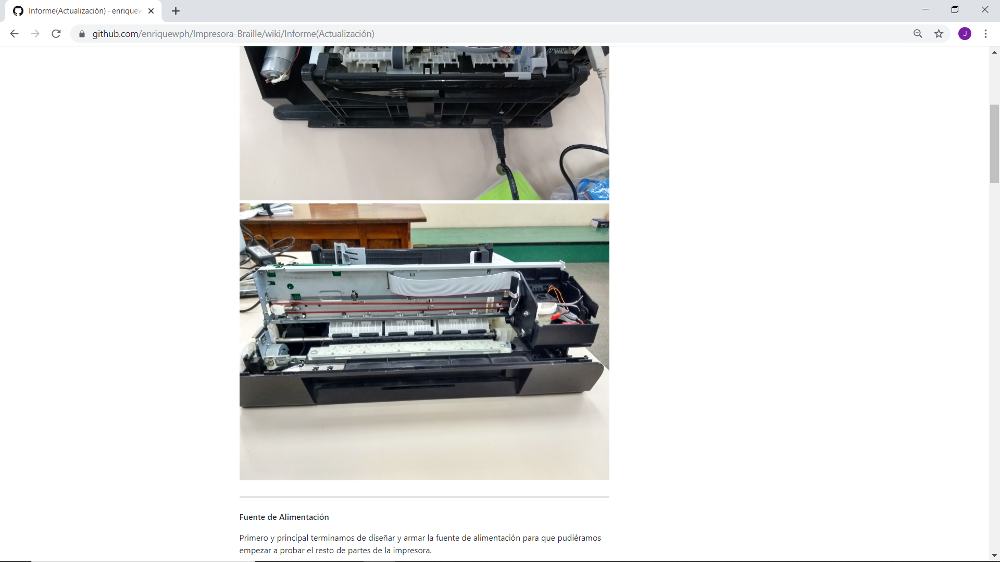 Informe(Actualización) · enriquew
github.com/enriquewph/Impresora-Braille/wiki/Informe(Actualización)
J
Fuente de Alimentación
Primero y principal terminamos de diseñar y armar la fuente de alimentación para que pudiéramos
empezar a probar el resto de partes de la impresora.